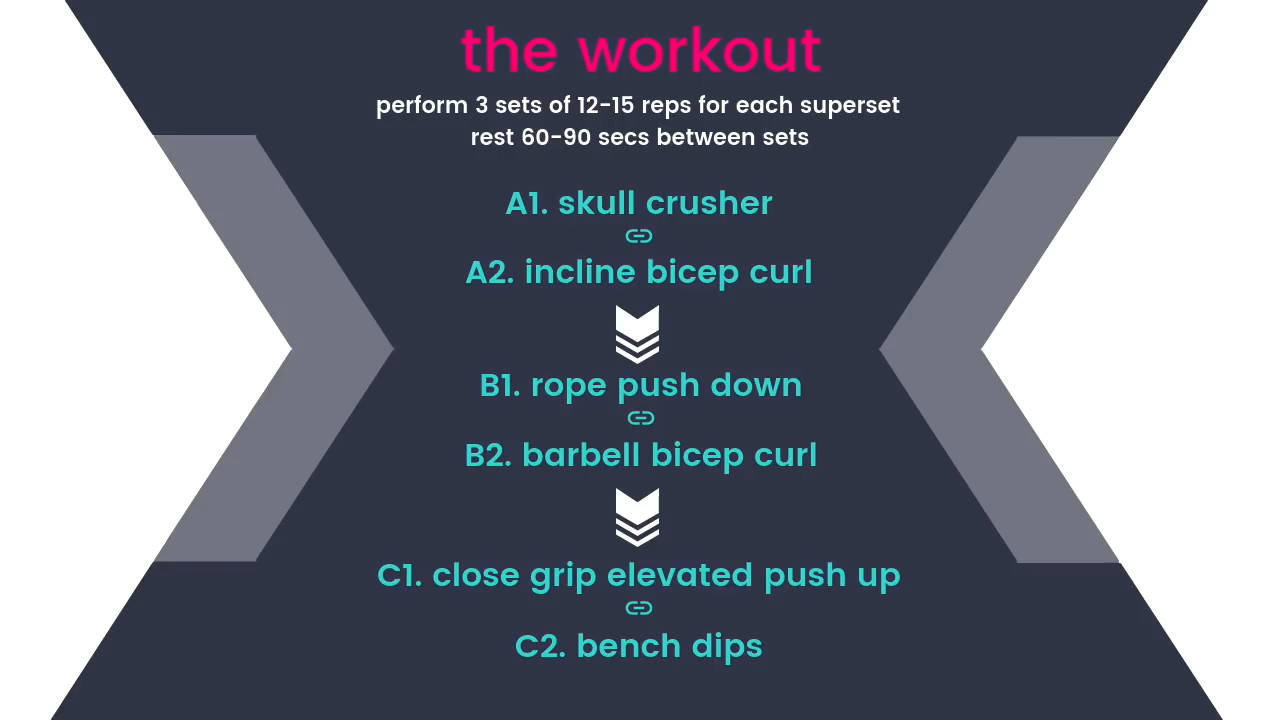 the workout
perform 3 sets of 12-15 reps for each superset
rest 60-90 secs between sets
A1. skull crusher
A2. incline bicep curl
B1. rope push down
B2. barbell bicep curl
C1. close grip elevated push up
C2. bench dips